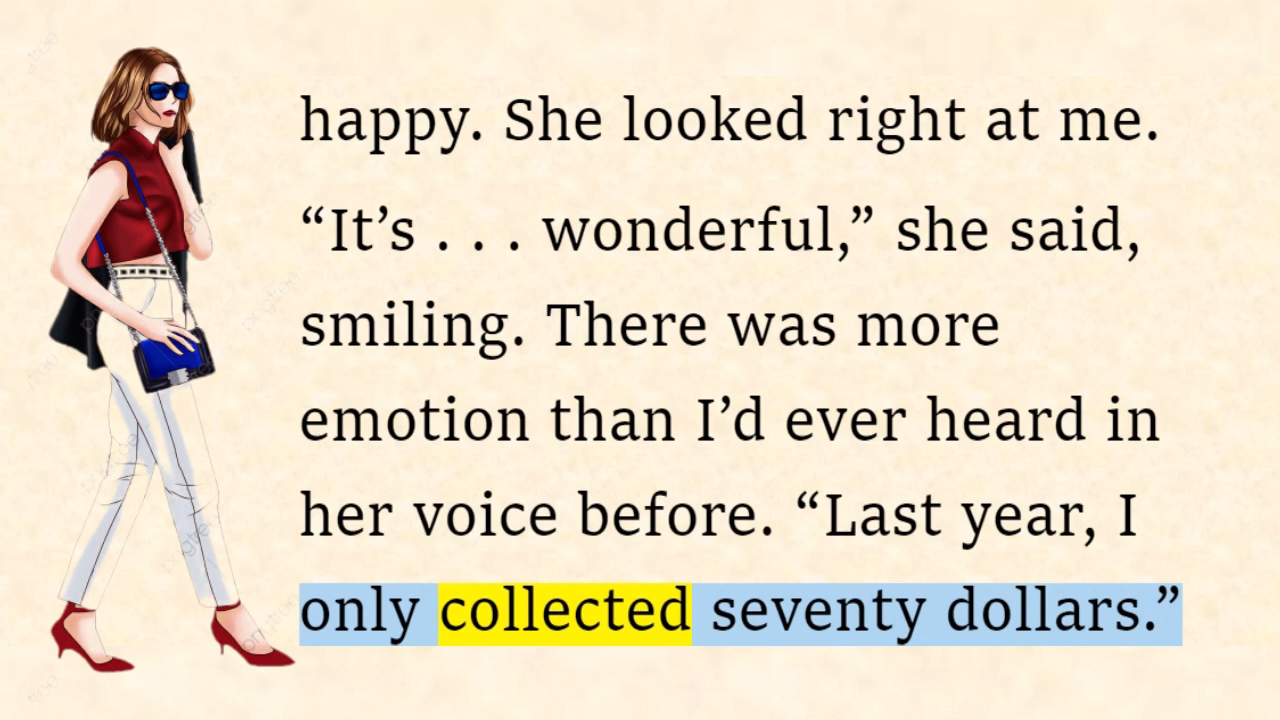 happy. She looked right at me.
“It’s . . . wonderful,” she said,
smiling. There was more
emotion than I’d ever heard in
her voice before. “Last year, I
only collected seventy dollars.”